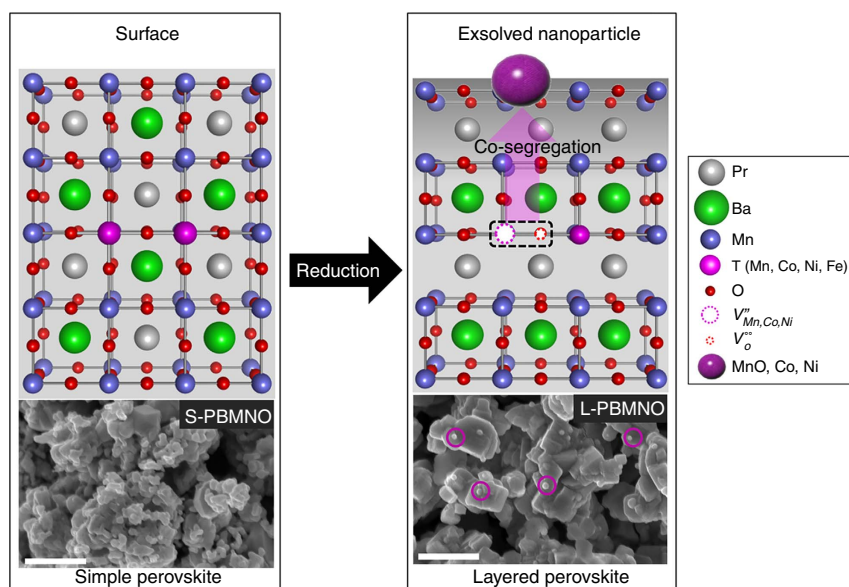 Surface
Exsolved nanoparticle
Co-segregation
Reduction
S-PBMNO
L-PBMNO
Simple perovskite
Layered perovskite
Pr
Ba
Mn
T (Mn, Co, Ni, Fe)
O
V″Mn,Co,Ni
V°°o
MnO, Co, Ni